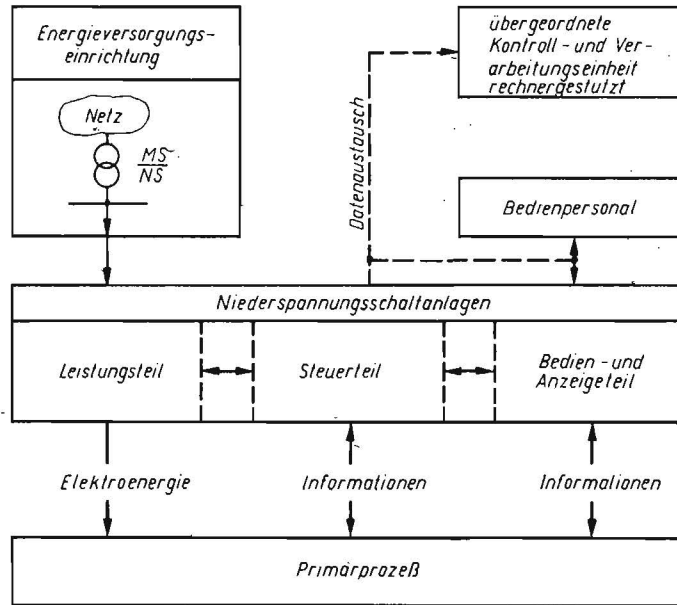 Energieversorgungs-
einrichtung
Netz
MS
NS
übergeordnete
Kontroll- und Ver-
arbeitungseinheit
rechnergestutzt
Datenaustausch
Bedienpersonal
Niederspannungsschaltanlagen
Leistungsteil
Steuerteil
Bedien- und
Anzeigeteil
Elektroenergie
Informationen
Informationen
Primärprozeß